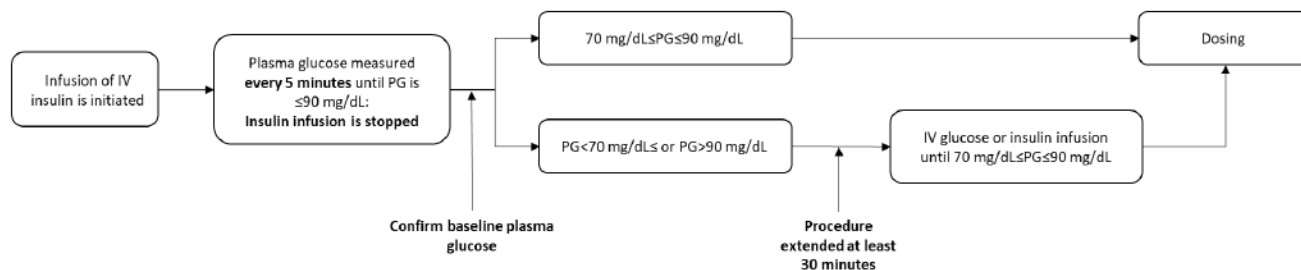 Infusion of IV
insulin is initiated
Plasma glucose measured
every 5 minutes until PG is
≤90 mg/dL:
Insulin infusion is stopped
Confirm baseline plasma
glucose
70 mg/dL≤PG≤90 mg/dL
PG<70 mg/dL≤ or PG>90 mg/dL
Procedure
extended at least
30 minutes
IV glucose or insulin infusion
until 70 mg/dL≤PG≤90 mg/dL
Dosing